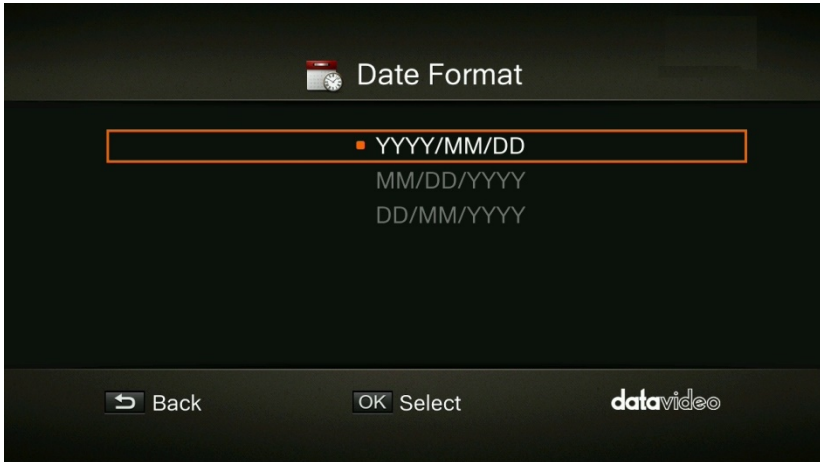 Date Format
YYYY/MM/DD
MM/DD/YYYY
DD/MM/YYYY
Back
OK Select
datavideo